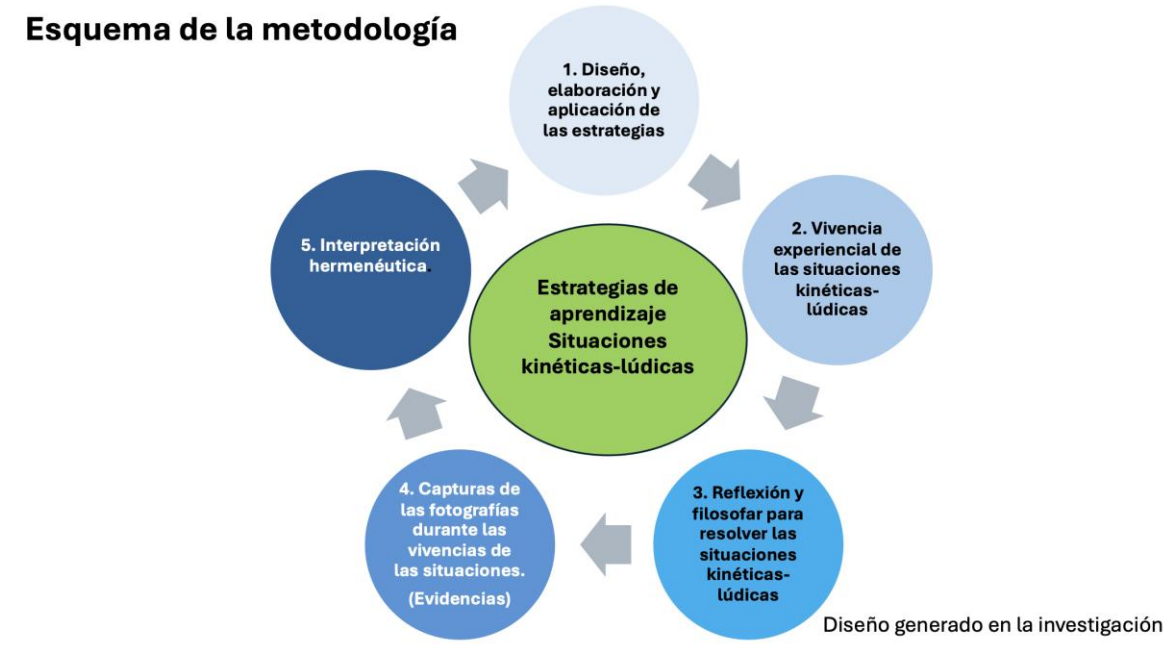 Esquema de la metodología
1. Diseño,
elaboración y
aplicación de
las estrategias
2. Vivencia
experiencial de
las situaciones
kinéticas-
lúdicas
3. Reflexión y
filosofar para
resolver las
situaciones
kinéticas-
lúdicas
4. Capturas de
las fotografías
durante las
vivencias de
las situaciones.
(Evidencias)
5. Interpretación
hermenéutica.
Estrategias de
aprendizaje
Situaciones
kinéticas-lúdicas
Diseño generado en la investigación